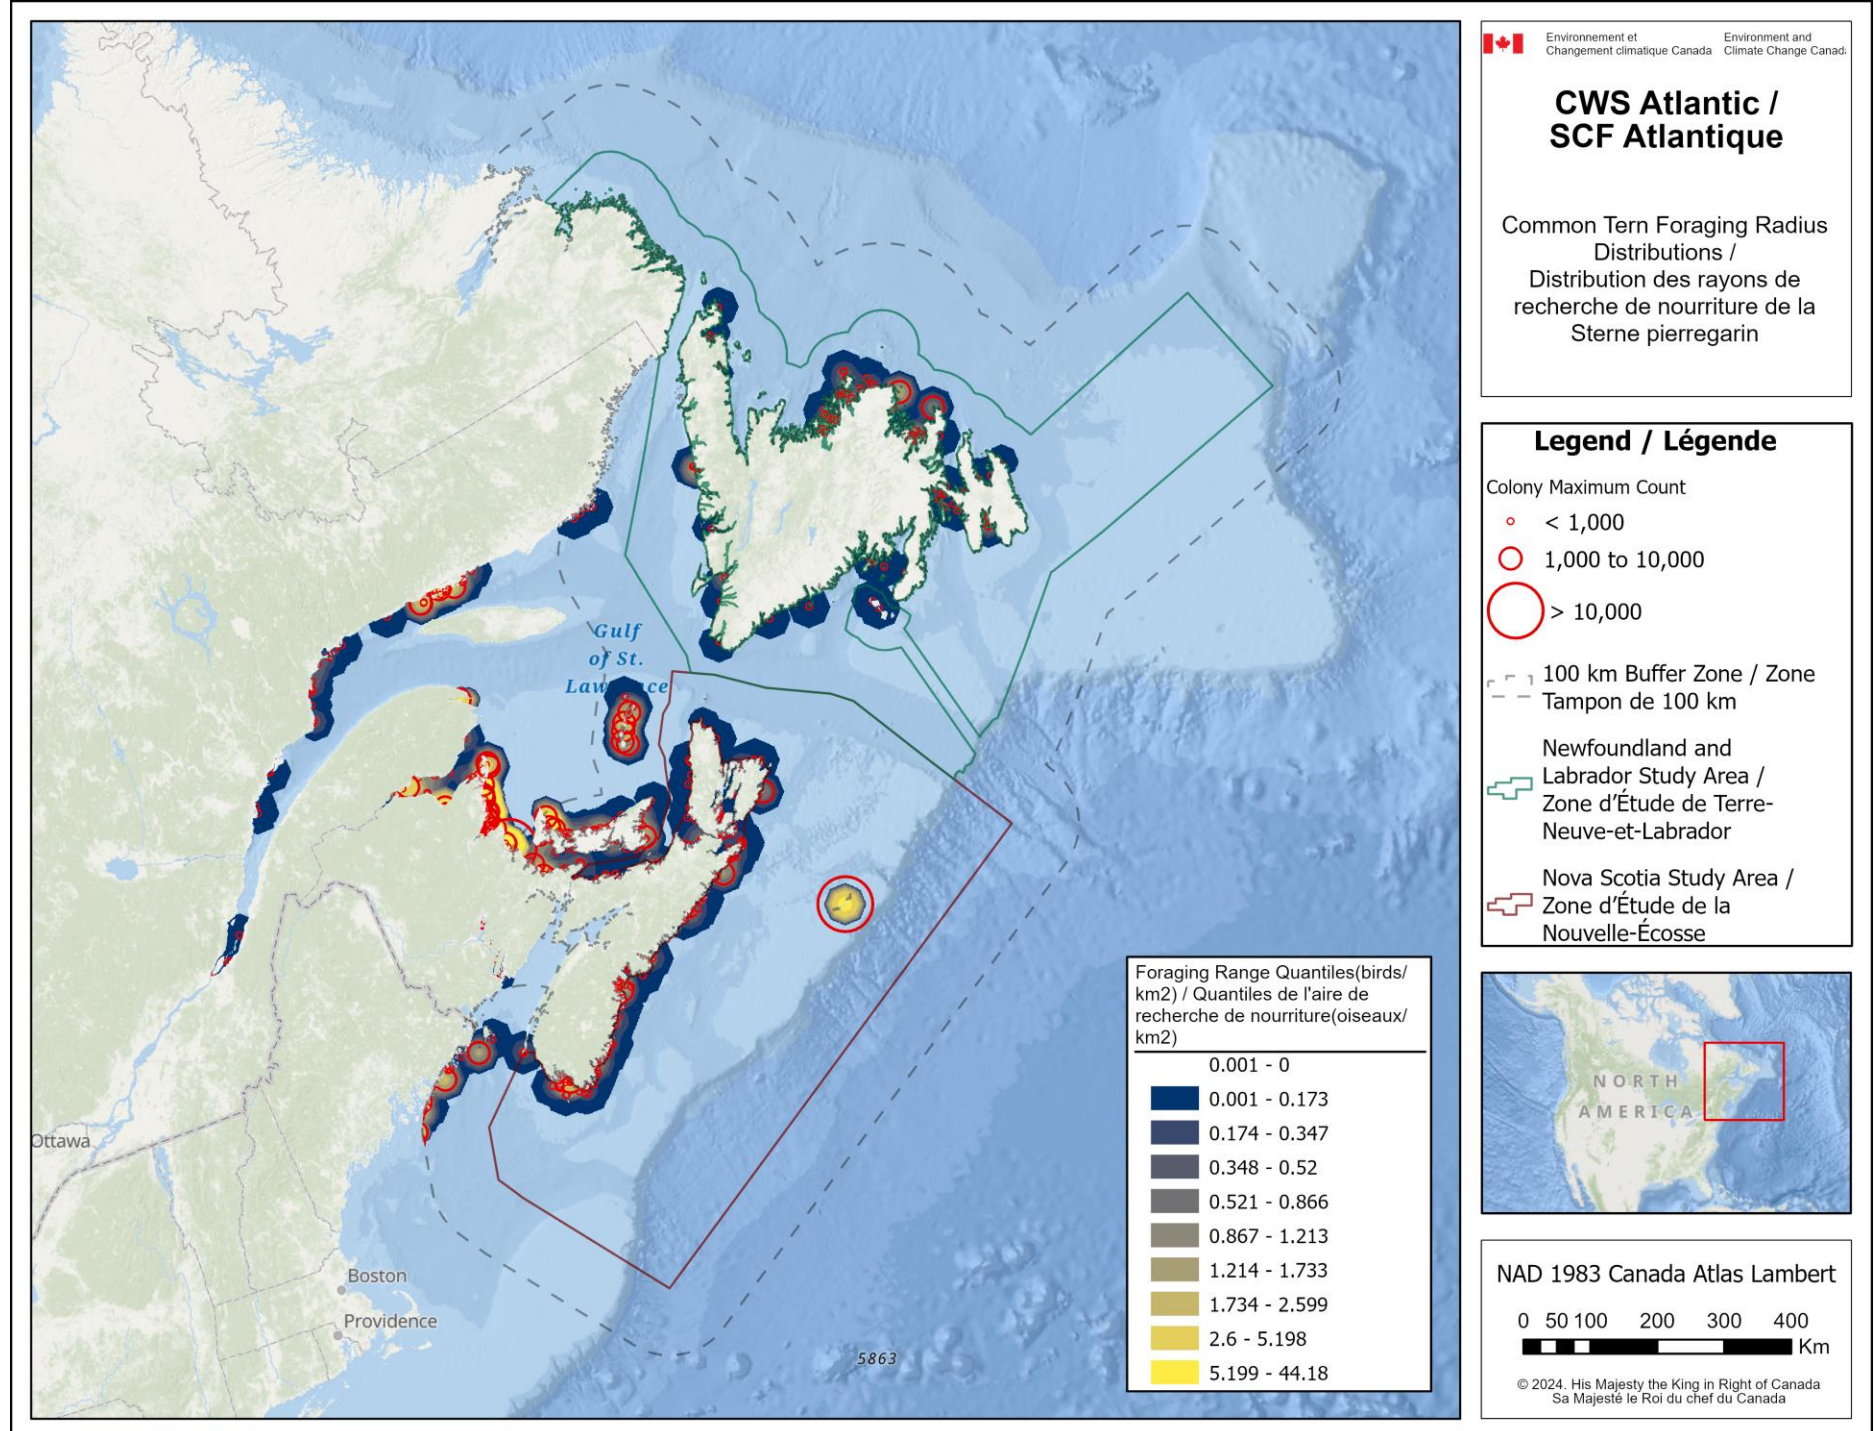 Environnement et
Changement climatique Canada
Environment and
Climate Change Canad
CWS Atlantic /
SCF Atlantique
Common Tern Foraging Radius
Distributions /
Distribution des rayons de
recherche de nourriture de la
Sterne pierregarin
Legend / Légende
Colony Maximum Count
< 1,000
1,000 to 10,000
> 10,000
100 km Buffer Zone / Zone
Tampon de 100 km
Newfoundland and
Labrador Study Area /
Zone d'Étude de Terre-
Neuve-et-Labrador
Nova Scotia Study Area /
Zone d'Étude de la
Nouvelle-Écosse
Gulf
of St.
Law ce
Ottawa
Boston
Providence
5863
Foraging Range Quantiles(birds/
km2) / Quantiles de l'aire de
recherche de nourriture(oiseaux/
km2)
0.001 - 0
0.001 - 0.173
0.174 - 0.347
0.348 - 0.52
0.521 - 0.866
0.867 - 1.213
1.214 - 1.733
1.734 - 2.599
2.6 - 5.198
5.199 - 44.18
NORTH
AMERICA
NAD 1983 Canada Atlas Lambert
0 50 100 200 300 400
Km
© 2024. His Majesty the King in Right of Canada
Sa Majesté le Roi du chef du Canada